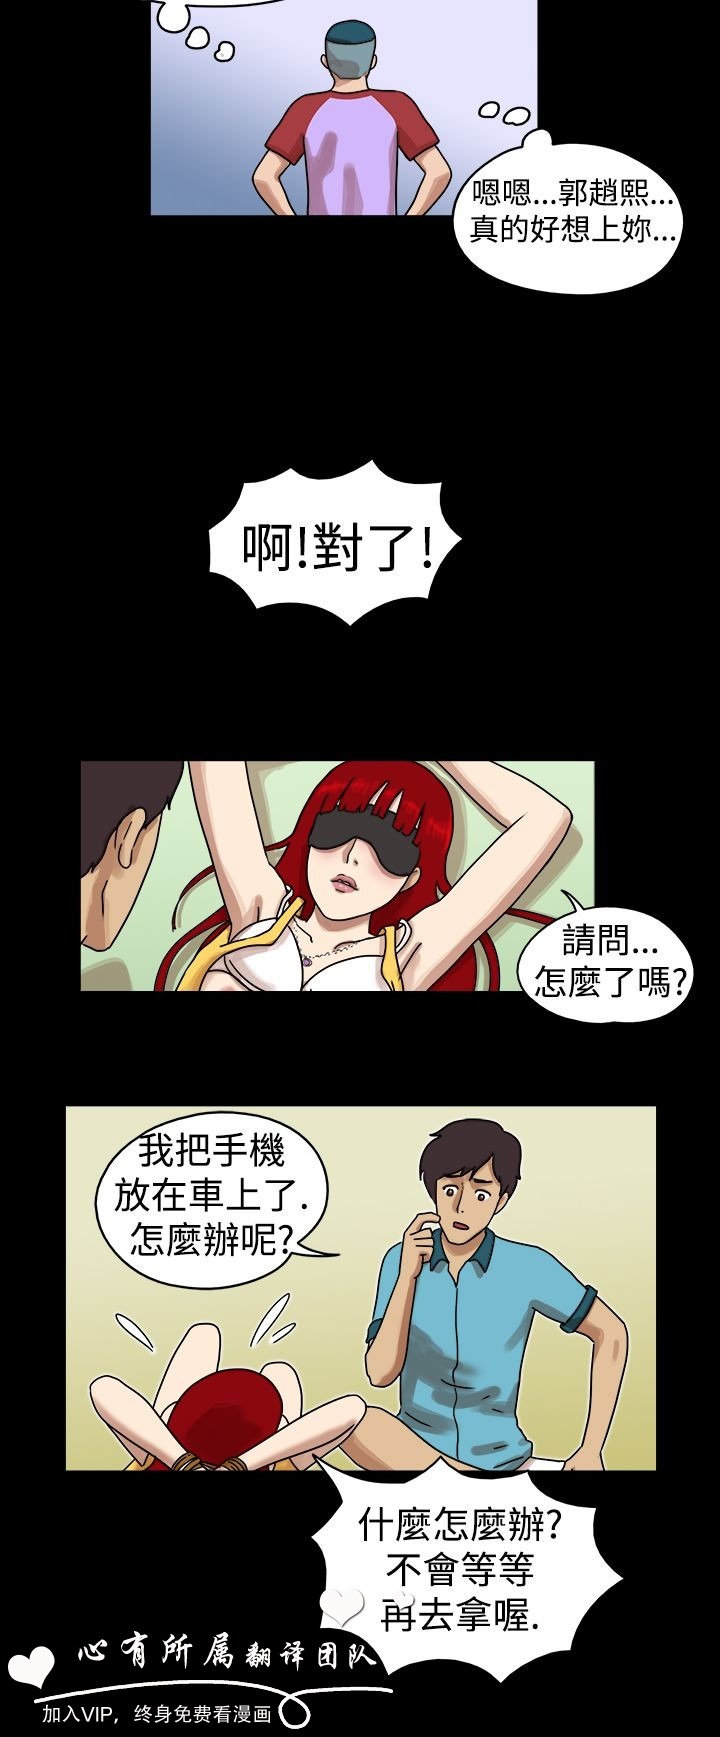 嗯嗯...郭趙熙...
真的好想上妳...
啊!對了!
請問...
怎麼了嗎?
我把手機
放在車上了.
怎麼辦呢?
什麼怎麼辦?
不會等等
再去拿喔.
心有所属翻译团队
加入VIP，终身免费看漫画